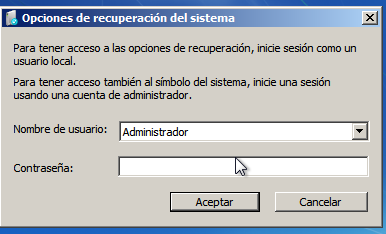 Opciones de recuperación del sistema
Para tener acceso a las opciones de recuperación, inicie sesión como un
usuario local.
Para tener acceso también al símbolo del sistema, inicie una sesión
usando una cuenta de administrador.
Nombre de usuario: Administrador
Contraseña:
Aceptar Cancelar